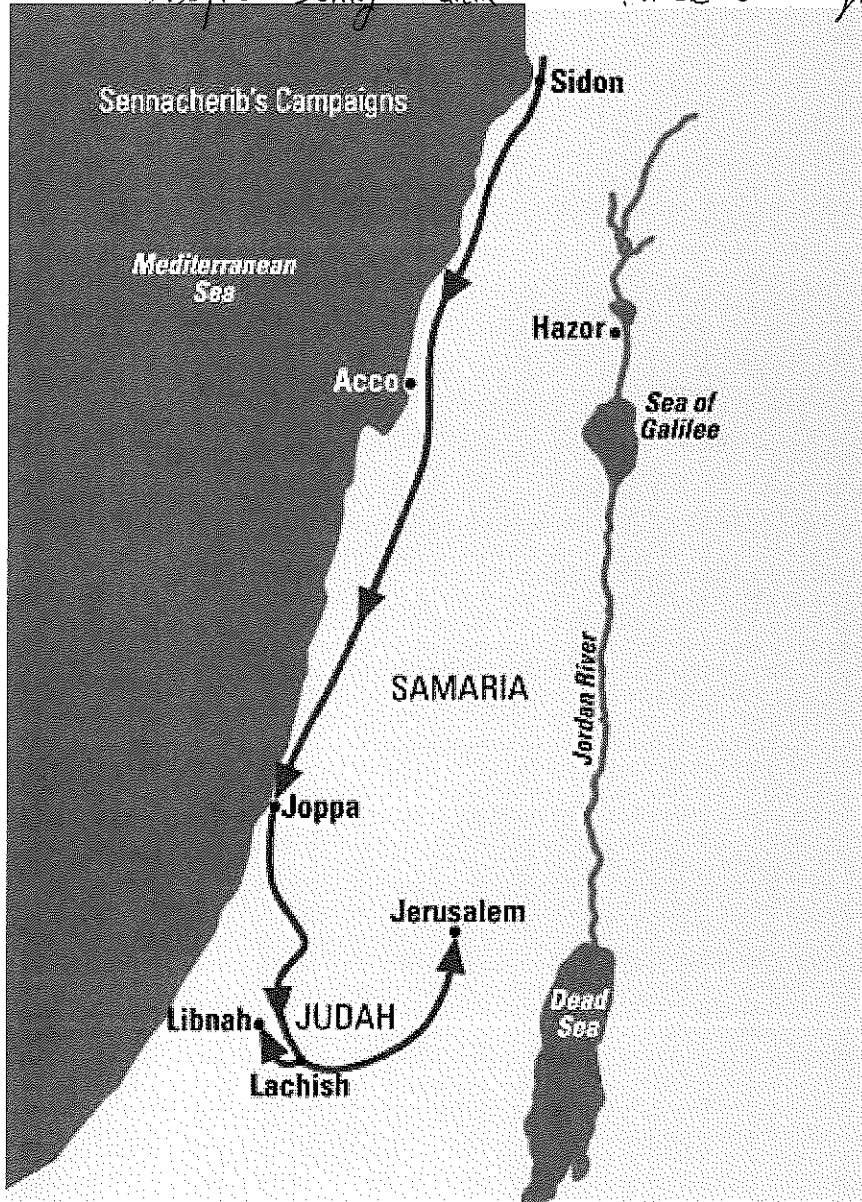 Sennacherib's Campaigns
Sidon
Mediterranean
Sea
Hazor
Acco
Sea of
Galilee
SAMARIA
Jordan River
Joppa
Jerusalem
Dead
Sea
Libnah
JUDAH
Lachish